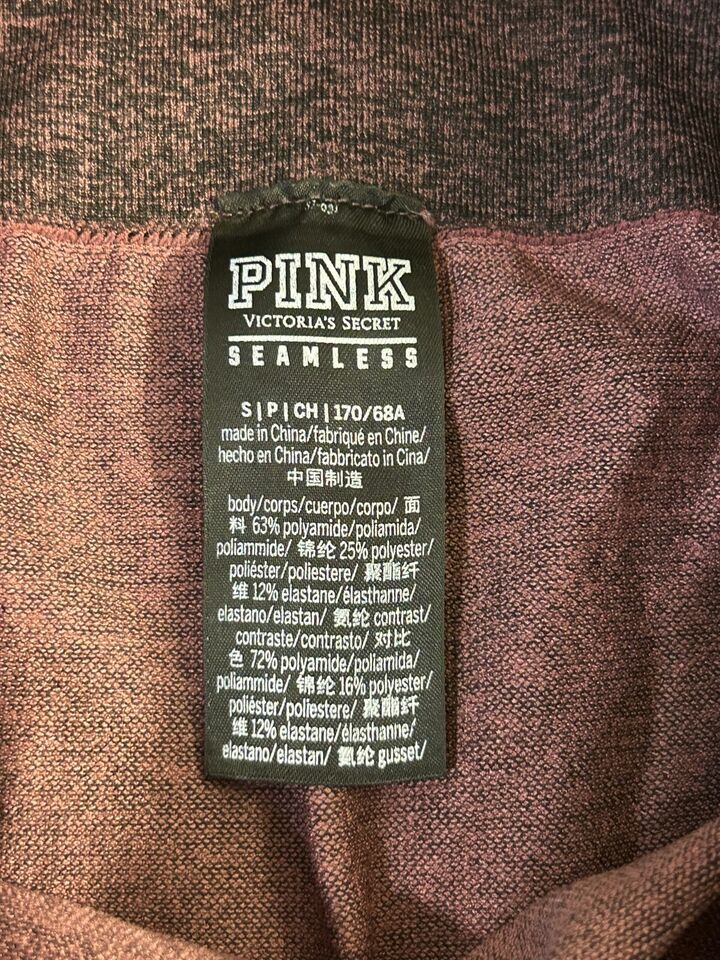 PINK
VICTORIA'S SECRET
SEAMLESS
S|P|CH|170/68A
made in China/fabriqué en Chine/
hecho en China/fabbricato in Cina/
中国制造
body/corps/cuerpo/corpo/ 面
料 63% polyamide/poliamida/
poliammide/ 锦纶 25% polyester/
poliéster/poliestere/ 聚酯纤
维 12% elastane/élasthanne/
elastano/elastan/ 氨纶 contrast/
contraste/contrasto/ 对比
色 72% polyamide/poliamida/
poliammide/ 锦纶 16% polyester/
poliéster/poliestere/ 聚酯纤
维 12% elastane/élasthanne/
elastano/elastan/ 氨纶 gusset/